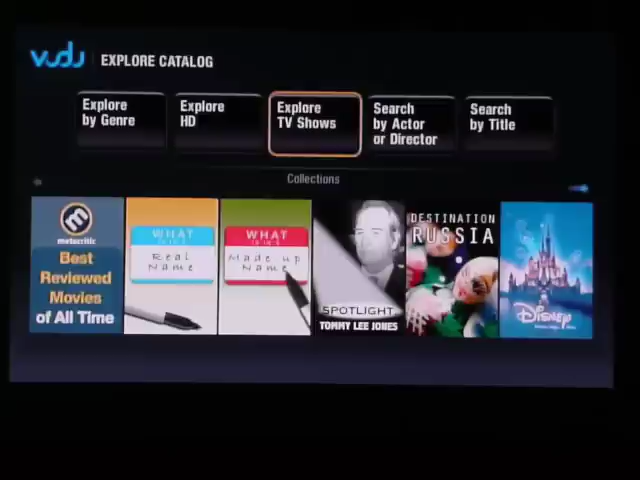 vudu EXPLORE CATALOG
Explore by Genre
Explore HD
Explore TV Shows
Search by Actor or Director
Search by Title
Collections
m
metacritic
Best
Reviewed
Movies
of All Time
WHAT
Real
Name
WHAT
Made up
Name
SPOTLIGHT
TOMMY LEE JONES
DESTINATION
RUSSIA
Disney